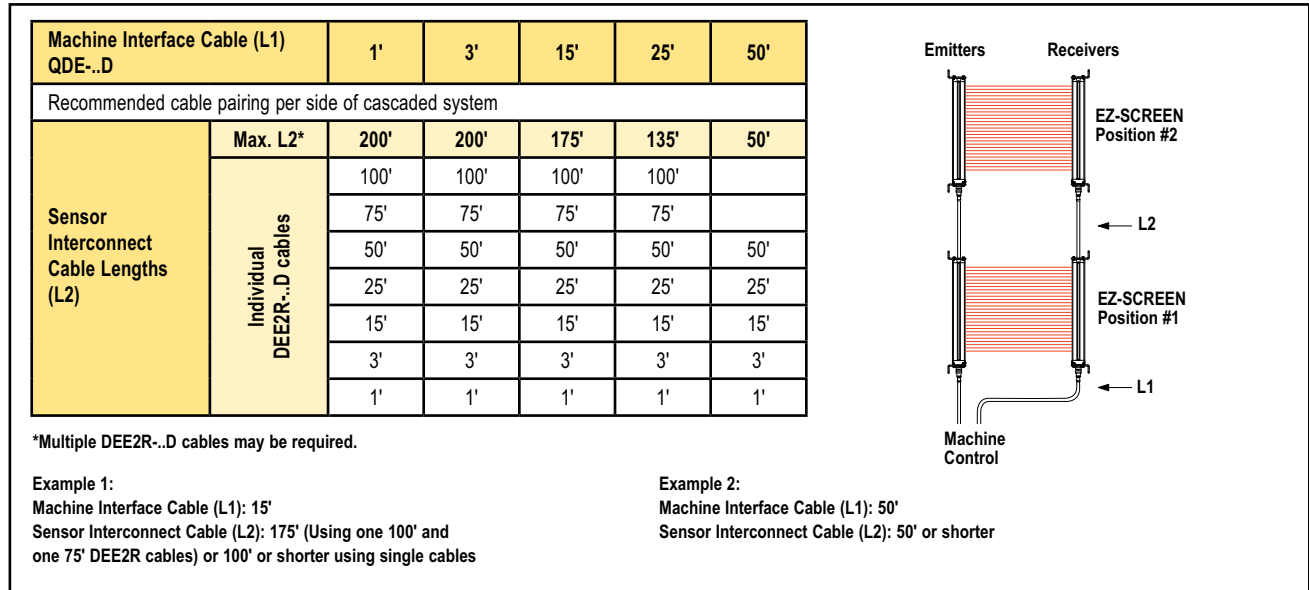 Machine Interface Cable (L1)
QDE-..D
1' 3' 15' 25' 50'
Recommended cable pairing per side of cascaded system
Sensor
Interconnect
Cable Lengths
(L2)
Max. L2* 200' 200' 175' 135' 50'
Individual
DEE2R-..D cables
100' 100' 100' 100'
75' 75' 75' 75'
50' 50' 50' 50' 50'
25' 25' 25' 25' 25'
15' 15' 15' 15' 15'
3' 3' 3' 3' 3'
1' 1' 1' 1' 1'
*Multiple DEE2R-..D cables may be required.
Example 1:
Machine Interface Cable (L1): 15'
Sensor Interconnect Cable (L2): 175' (Using one 100' and
one 75' DEE2R cables) or 100' or shorter using single cables
Example 2:
Machine Interface Cable (L1): 50'
Sensor Interconnect Cable (L2): 50' or shorter
Emitters Receivers
EZ-SCREEN
Position #2
L2
EZ-SCREEN
Position #1
L1
Machine
Control